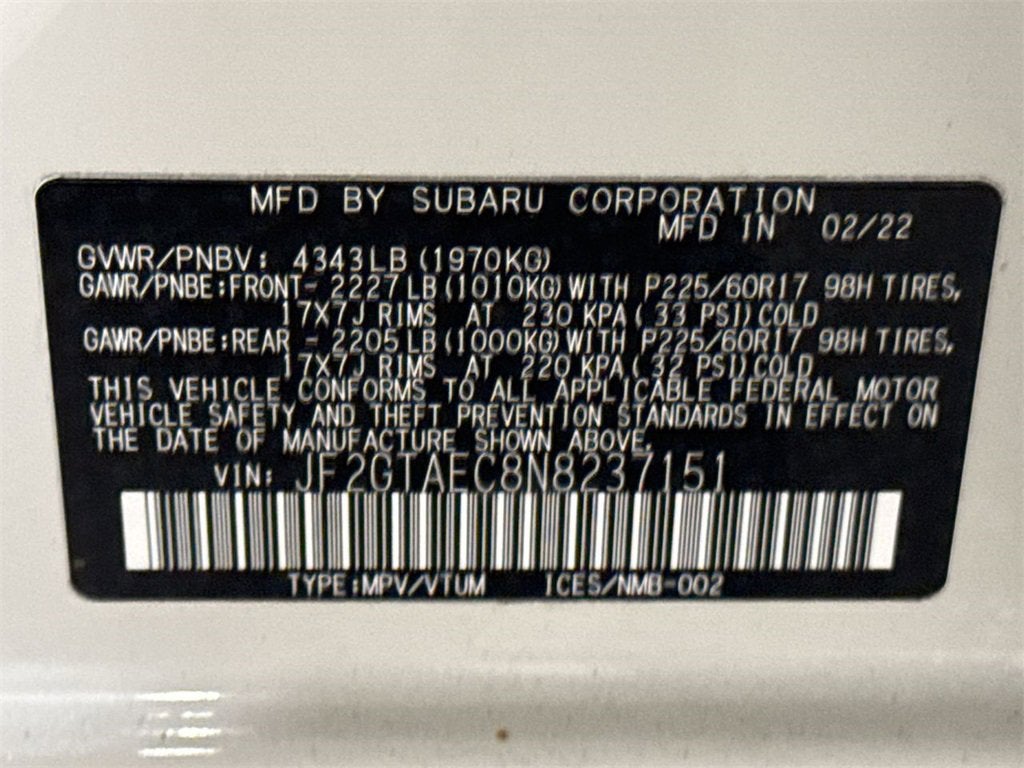 MFD BY SUBARU CORPORATION
MFD IN 02/22
GVWR/PNBV: 4343LB (1970KG)
GAWR/PNBE:FRONT- 2227LB(1010KG)WITH P225/60R17 98H TIRES,
17X7J RIMS AT 230 KPA( 33 PSI)COLD
GAWR/PNBE:REAR - 2205LB(1000KG)WITH P225/60R17 98H TIRES,
17X7J RIMS AT 220 KPA( 32 PSI)COLD
THIS VEHICLE CONFORMS TO ALL APPLICABLE FEDERAL MOTOR
VEHICLE SAFETY AND THEFT PREVENTION STANDARDS IN EFFECT ON
THE DATE OF MANUFACTURE SHOWN ABOVE.
VIN: JF2GTAEC8N8237151
TYPE:MPV/VTUM ICES/NMB-002